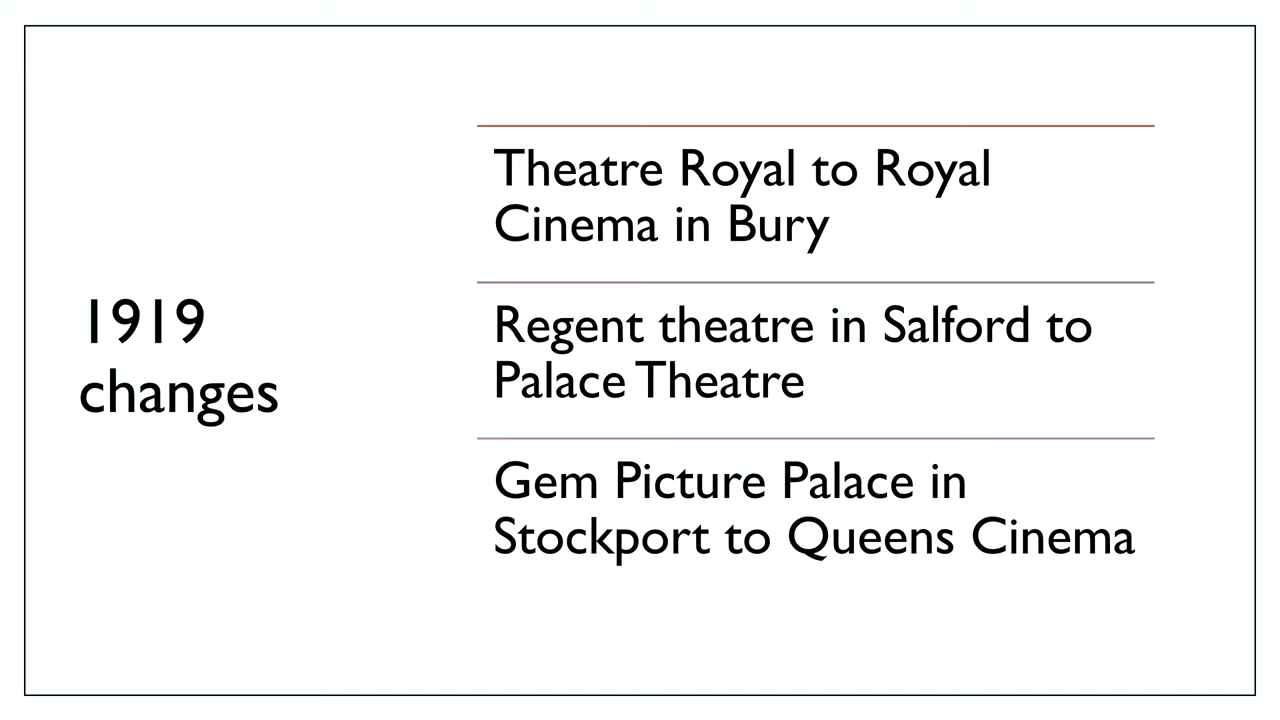 1919
changes
Theatre Royal to Royal
Cinema in Bury
Regent theatre in Salford to
Palace Theatre
Gem Picture Palace in
Stockport to Queens Cinema